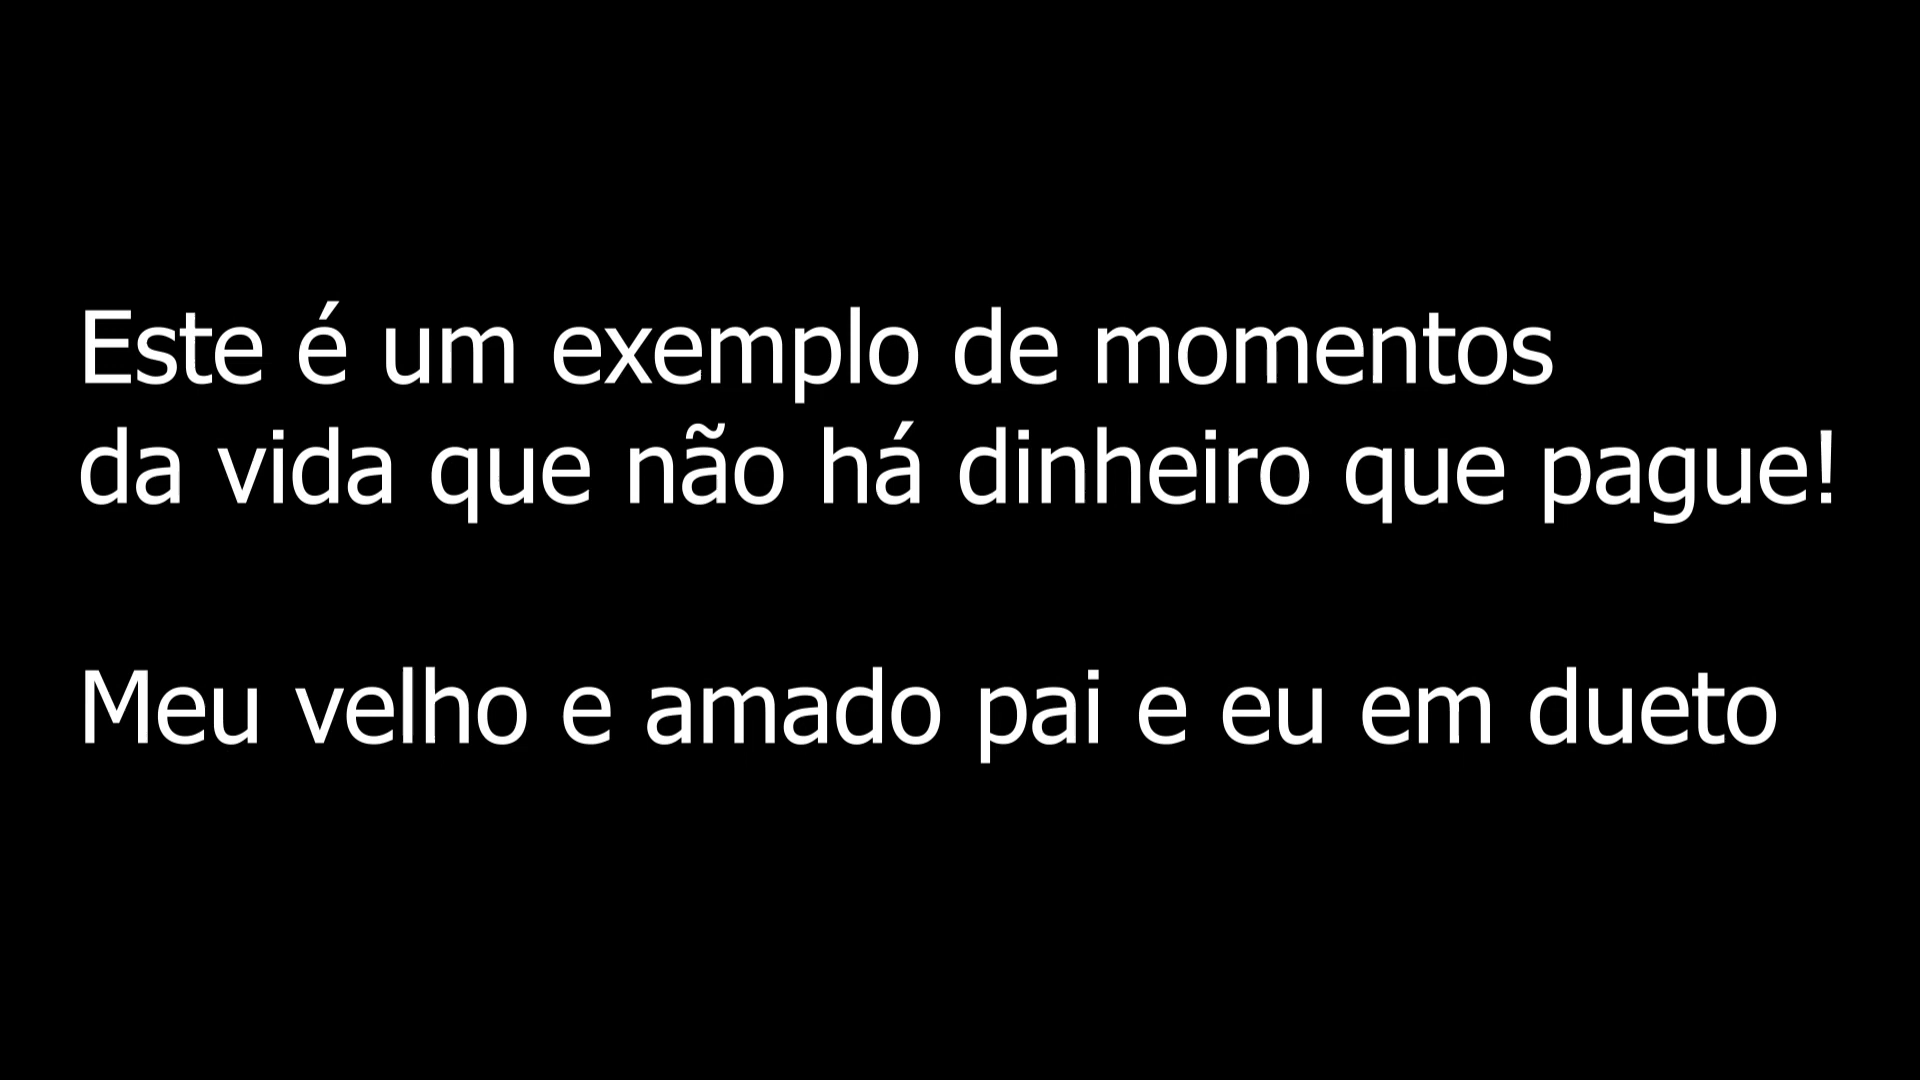 Este é um exemplo de momentos
da vida que não há dinheiro que pague!
Meu velho e amado pai e eu em dueto